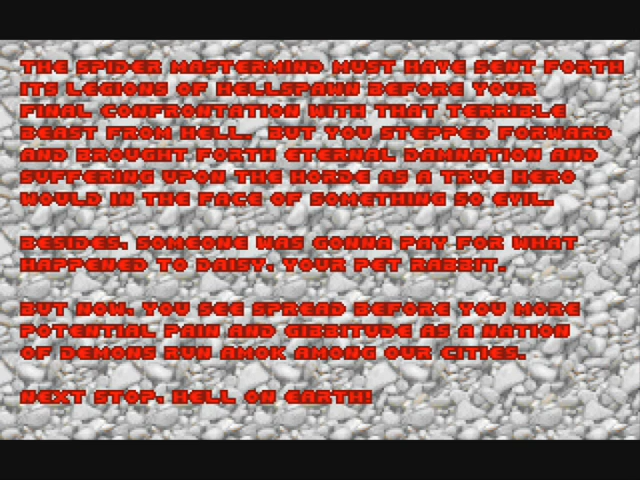 THE SPIDER MASTERMIND MUST HAVE SENT FORTH
ITS LEGIONS OF HELLSPAWN BEFORE YOUR
FINAL CONFRONTATION WITH THAT TERRIBLE
BEAST FROM HELL.  BUT YOU STEPPED FORWARD
AND BROUGHT FORTH ETERNAL DAMNATION AND
SUFFERING UPON THE HORDE AS A TRUE HERO
WOULD IN THE FACE OF SOMETHING SO EVIL.

BESIDES, SOMEONE WAS GONNA PAY FOR WHAT
HAPPENED TO DAISY, YOUR PET RABBIT.

BUT NOW, YOU SEE SPREAD BEFORE YOU MORE
POTENTIAL PAIN AND GIBBITUDE AS A NATION
OF DEMONS RUN AMOK AMONG OUR CITIES.

NEXT STOP, HELL ON EARTH!